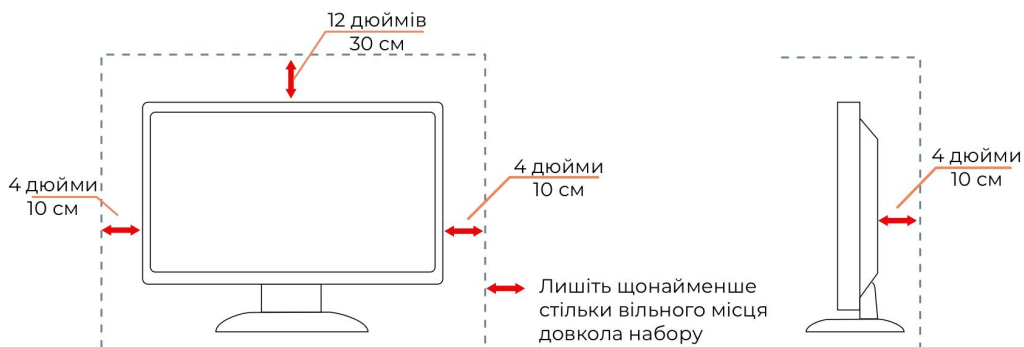 12 дюймів
30 см
4 дюйми
10 см
4 дюйми
10 см
4 дюйми
10 см
Лишіть щонайменше
стільки вільного місця
довкола набору